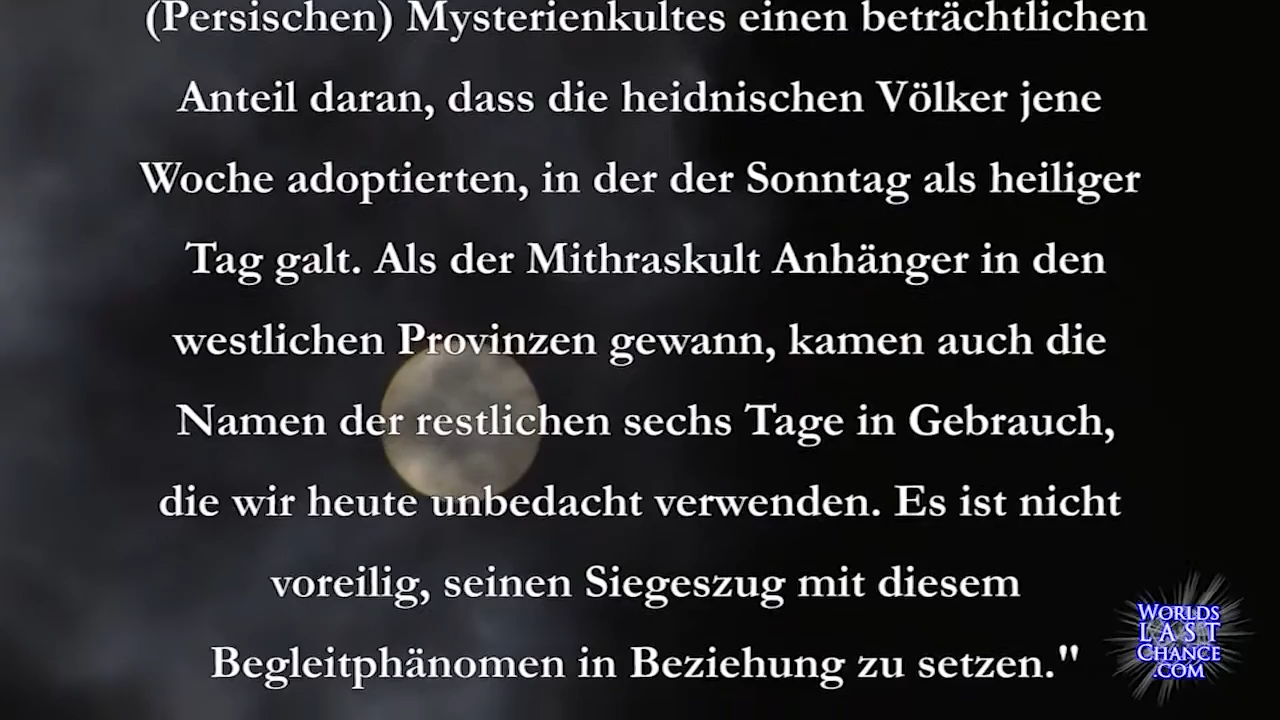 (Persischen) Mysterienkultes einen beträchtlichen
Anteil daran, dass die heidnischen Völker jene
Woche adoptierten, in der der Sonntag als heiliger
Tag galt. Als der Mithraskult Anhänger in den
westlichen Provinzen gewann, kamen auch die
Namen der restlichen sechs Tage in Gebrauch,
die wir heute unbedacht verwenden. Es ist nicht
voreilig, seinen Siegeszug mit diesem
Begleitphänomen in Beziehung zu setzen."
WORLDS
LAST
CHANCE
.COM